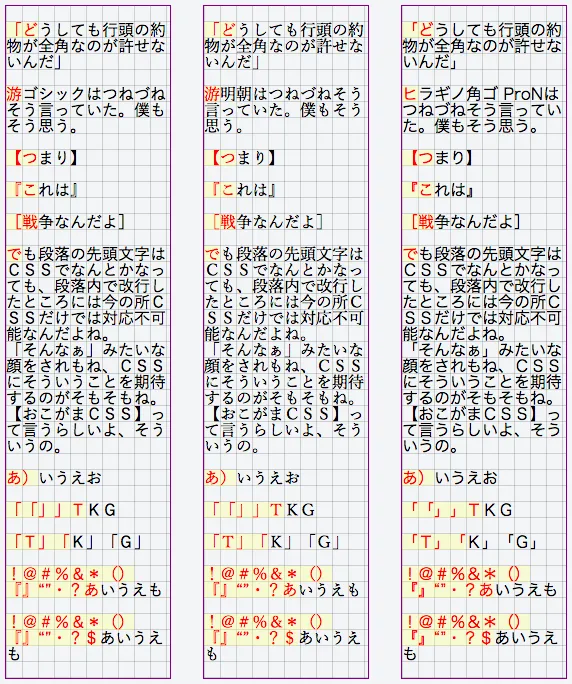 「どうしても行頭の約
物が全角なのが許せな
いんだ」
游ゴシックはつねづね
そう言っていた。僕も
そう思う。
【つまり】
『これは』
［戦争なんだよ］
でも段落の先頭文字は
ＣＳＳでなんとかなっ
ても、段落内で改行し
たところには今の所Ｃ
ＳＳだけでは対応不可
能なんだよね。
「そんなぁ」みたいな
顔をされもね、ＣＳＳ
にそういうことを期待
するのがそもそもね。
【おこがまＣＳＳ】っ
て言うらしいよ、そう
いうの。
あ）いうえお
「「」」ＴＫＧ
「Ｔ」「Ｋ」「Ｇ」
！＠＃％＆＊（）
『』“”・？あいうえも
！＠＃％＆＊（）
『』“”・？＄あいうえ
も
「どうしても行頭の約
物が全角なのが許せな
いんだ」
游明朝はつねづねそう
言っていた。僕もそう
思う。
【つまり】
『これは』
［戦争なんだよ］
でも段落の先頭文字は
ＣＳＳでなんとかなっ
ても、段落内で改行し
たところには今の所Ｃ
ＳＳだけでは対応不可
能なんだよね。
「そんなぁ」みたいな
顔をされもね、ＣＳＳ
にそういうことを期待
するのがそもそもね。
【おこがまＣＳＳ】っ
て言うらしいよ、そう
いうの。
あ）いうえお
「「」」ＴＫＧ
「Ｔ」「Ｋ」「Ｇ」
！＠＃％＆＊（）
『』“”・？あいうえも
！＠＃％＆＊（）
『』“”・？＄あいうえ
も
「どうしても行頭の約
物が全角なのが許せな
いんだ」
ヒラギノ角ゴ ProNは
つねづねそう言ってい
た。僕もそう思う。
【つまり】
『これは』
［戦争なんだよ］
でも段落の先頭文字は
ＣＳＳでなんとかなっ
ても、段落内で改行し
たところには今の所Ｃ
ＳＳだけでは対応不可
能なんだよね。
「そんなぁ」みたいな
顔をされもね、ＣＳＳ
にそういうことを期待
するのがそもそもね。
【おこがまＣＳＳ】っ
て言うらしいよ、そう
いうの。
あ）いうえお
「「」」ＴＫＧ
「Ｔ」「Ｋ」「Ｇ」
！＠＃％＆＊（）
『』“”・？あいうえも
！＠＃％＆＊（）
『』“”・？＄あいうえ
も